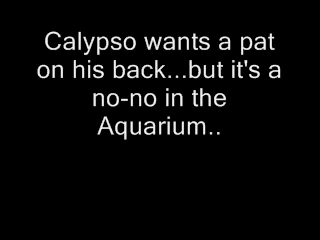 Calypso wants a pat
on his back...but it's a
no-no in the
Aquarium..